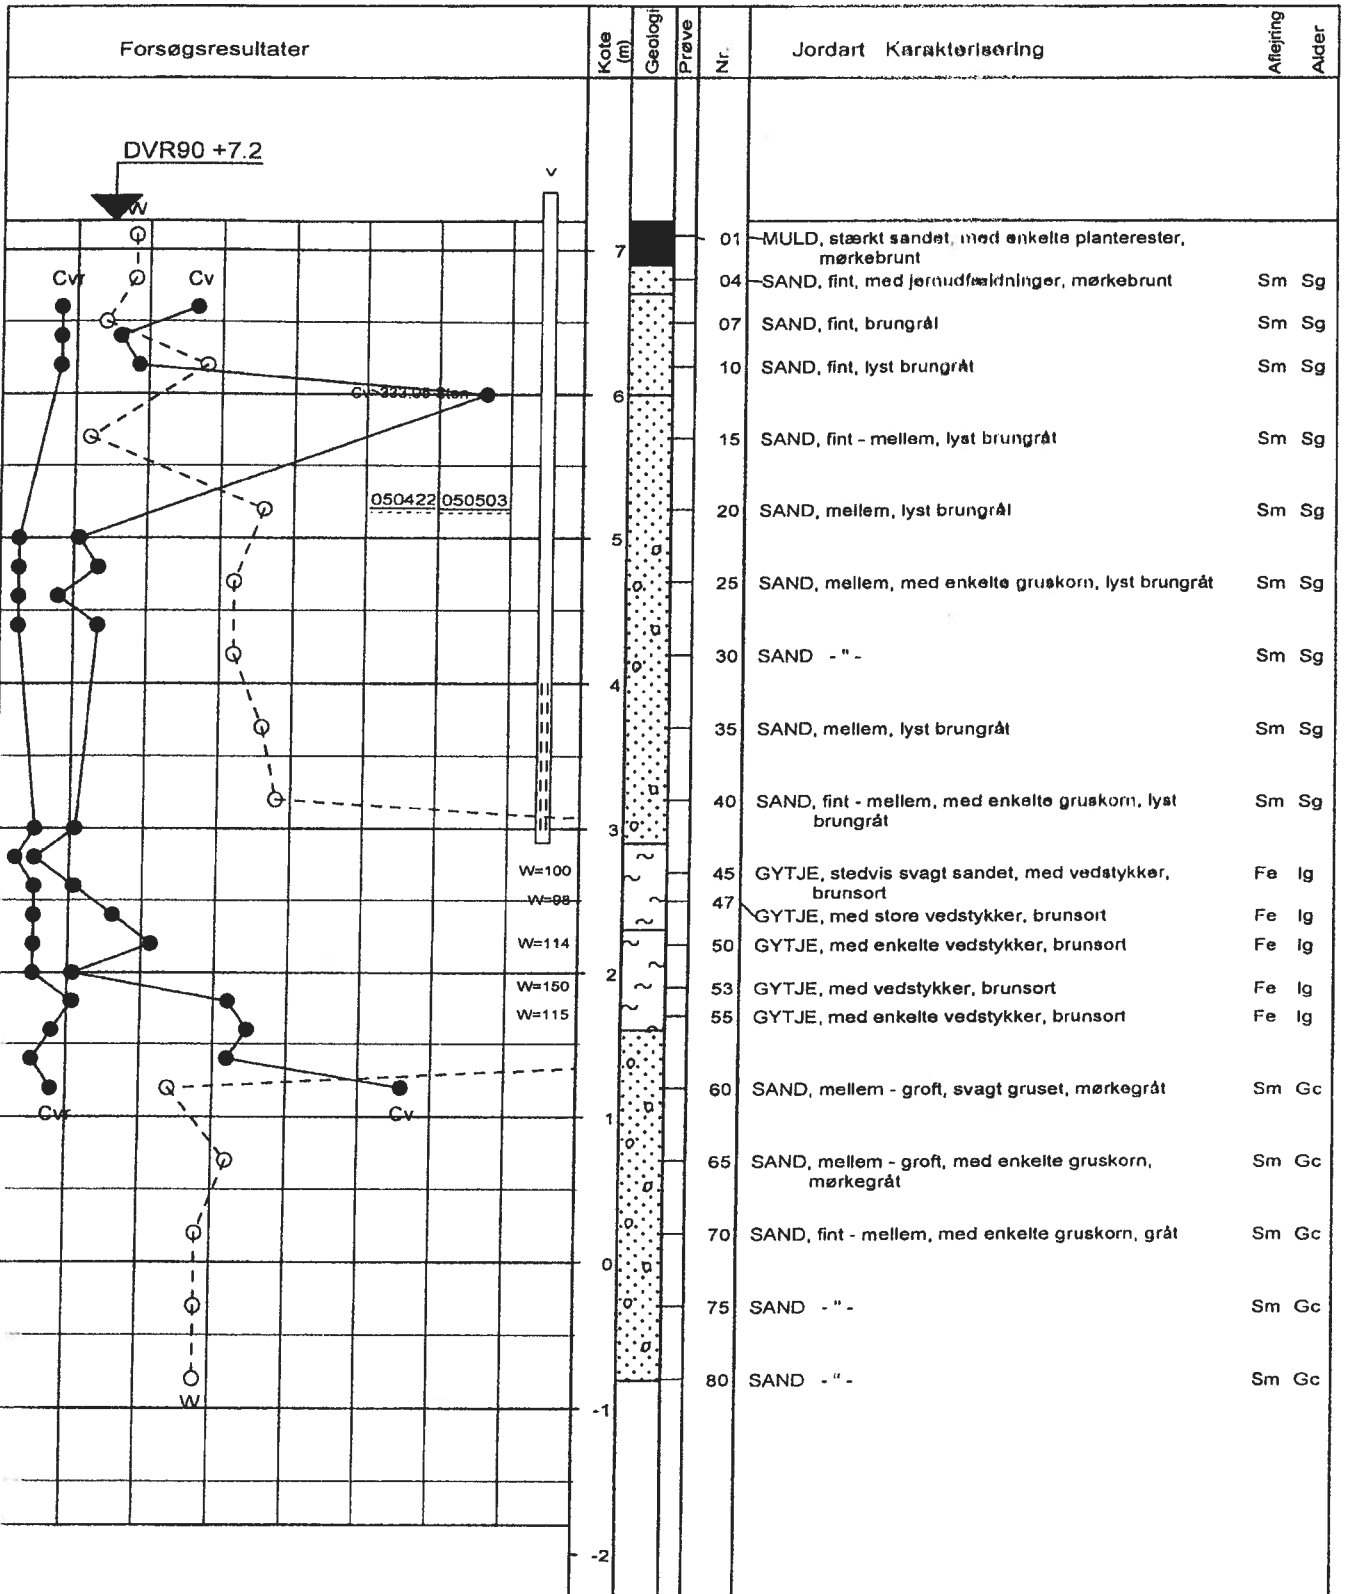 Forsøgsresultater
Kote (m)
Geologi
Prøve
Nr.
Jordart Karakterisering
Aflejring
Alder
DVR90 +7.2
v
W
7
01 MULD, stærkt sandet, med enkelte planterester,
mørkebrunt
Cvr Cv
04 SAND, fint, med jernudfældninger, mørkebrunt Sm Sg
07 SAND, fint, brungråt Sm Sg
10 SAND, fint, lyst brungråt Sm Sg
Cv>333,06 Sten
6
15 SAND, fint - mellem, lyst brungråt Sm Sg
050422 050503
20 SAND, mellem, lyst brungråt Sm Sg
5
25 SAND, mellem, med enkelte gruskorn, lyst brungråt Sm Sg
30 SAND - " - Sm Sg
4
35 SAND, mellem, lyst brungråt Sm Sg
40 SAND, fint - mellem, med enkelte gruskorn, lyst Sm Sg
brungråt
3
W=100
45 GYTJE, stedvis svagt sandet, med vedstykker, Fe Ig
brunsort
W=98
47 GYTJE, med store vedstykker, brunsort Fe Ig
W=114
50 GYTJE, med enkelte vedstykker, brunsort Fe Ig
2
W=150
53 GYTJE, med vedstykker, brunsort Fe Ig
W=115
55 GYTJE, med enkelte vedstykker, brunsort Fe Ig
60 SAND, mellem - groft, svagt gruset, mørkegråt Sm Gc
Cvr Cv
1
65 SAND, mellem - groft, med enkelte gruskorn, Sm Gc
mørkegråt
70 SAND, fint - mellem, med enkelte gruskorn, gråt Sm Gc
0
75 SAND - " - Sm Gc
80 SAND - " - Sm Gc
W
-1
-2